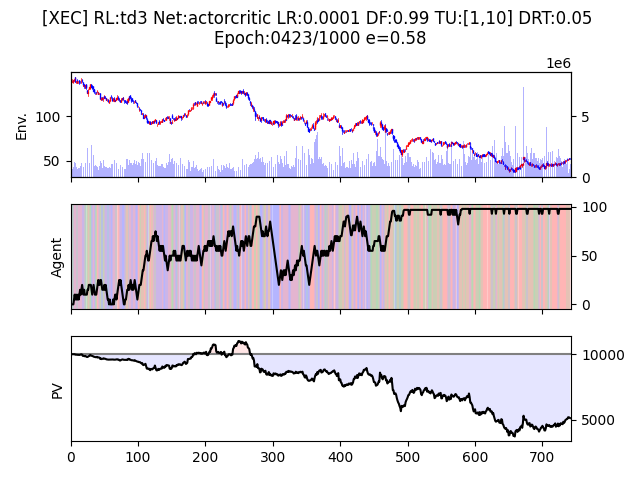 [XEC] RL:td3 Net:actorcritic LR:0.0001 DF:0.99 TU:[1,10] DRT:0.05
Epoch:0423/1000 e=0.58
1e6
Env.
100
50
5
0
Agent
100
50
0
PV
10000
5000
0 100 200 300 400 500 600 700